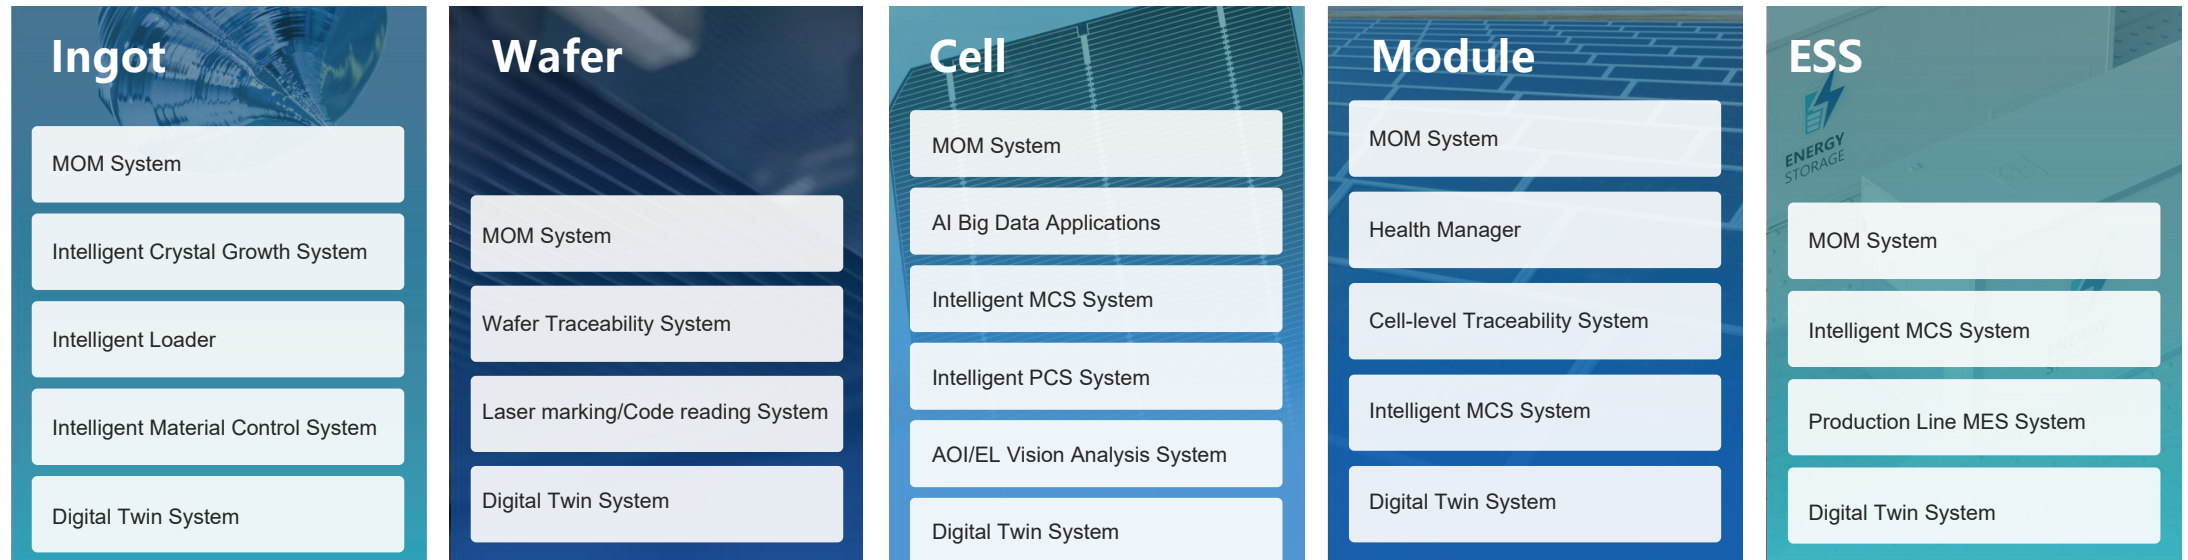 Ingot
MOM System
Intelligent Crystal Growth System
Intelligent Loader
Intelligent Material Control System
Digital Twin System
Wafer
MOM System
Wafer Traceability System
Laser marking/Code reading System
Digital Twin System
Cell
MOM System
AI Big Data Applications
Intelligent MCS System
Intelligent PCS System
AOI/EL Vision Analysis System
Digital Twin System
Module
MOM System
Health Manager
Cell-level Traceability System
Intelligent MCS System
Digital Twin System
ESS
ENERGY
STORAGE
MOM System
Intelligent MCS System
Production Line MES System
Digital Twin System